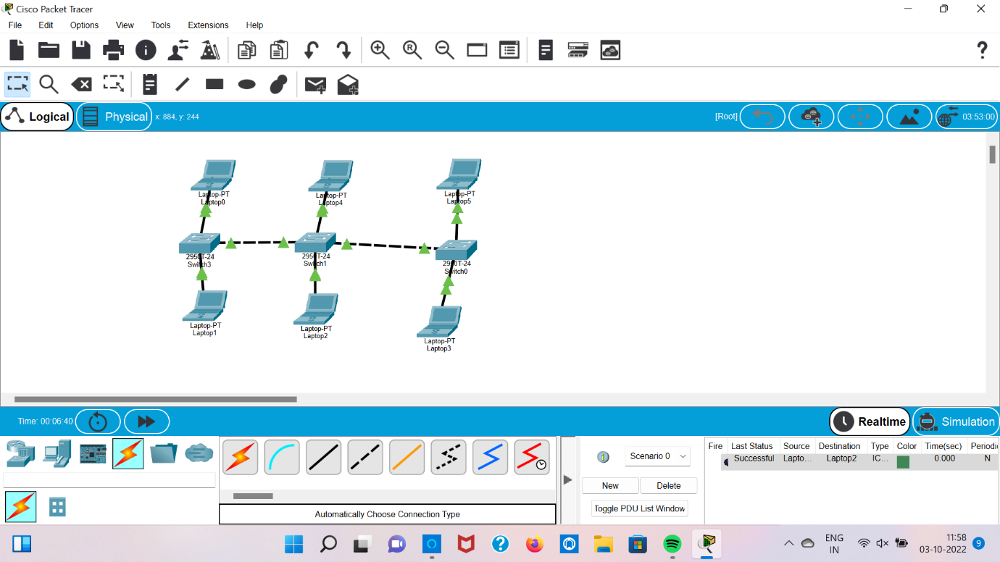 Cisco Packet Tracer
File Edit Options View Tools Extensions Help
Logical Physical x: 884, y: 244 [Root] 03:53:00
Laptop-PT
Laptop0
Laptop-PT
Laptop4
Laptop-PT
Laptop5
2950T-24
Switch3
2950T-24
Switch1
2950T-24
Switch0
Laptop-PT
Laptop1
Laptop-PT
Laptop2
Laptop-PT
Laptop3
Time: 00:06:40 Realtime Simulation
Scenario 0
New Delete
Toggle PDU List Window
Fire Last Status Source Destination Type Color Time(sec) Periodi
Successful Lapto... Laptop2 IC... 0.000 N
Automatically Choose Connection Type
ENG
IN
11:58
03-10-2022
9